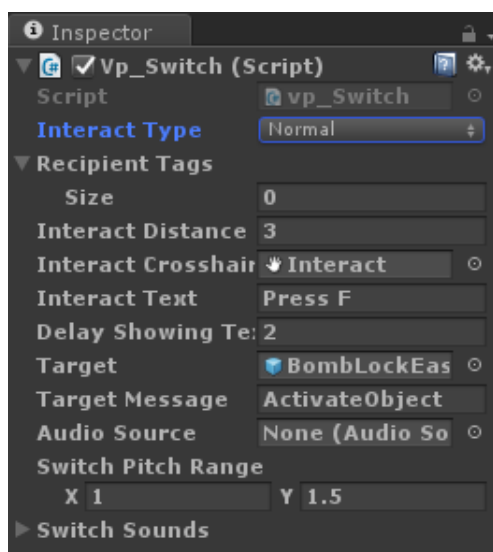 Inspector
Vp_Switch (Script)
Script vp_Switch
Interact Type Normal
Recipient Tags
Size 0
Interact Distance 3
Interact Crosshair Interact
Interact Text Press F
Delay Showing Te 2
Target BombLockEas
Target Message ActivateObject
Audio Source None (Audio So
Switch Pitch Range
X 1 Y 1.5
Switch Sounds